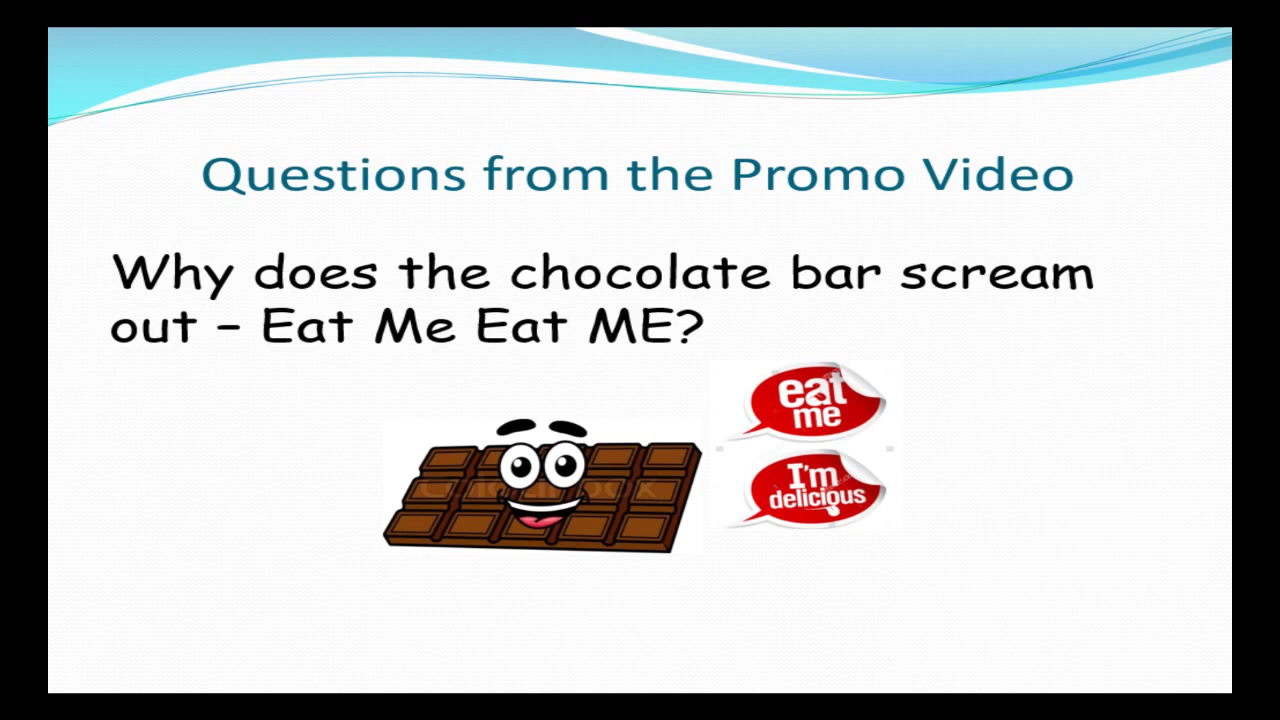 Questions from the Promo Video
Why does the chocolate bar scream
out – Eat Me Eat ME?
eat
me
I'm
delicious